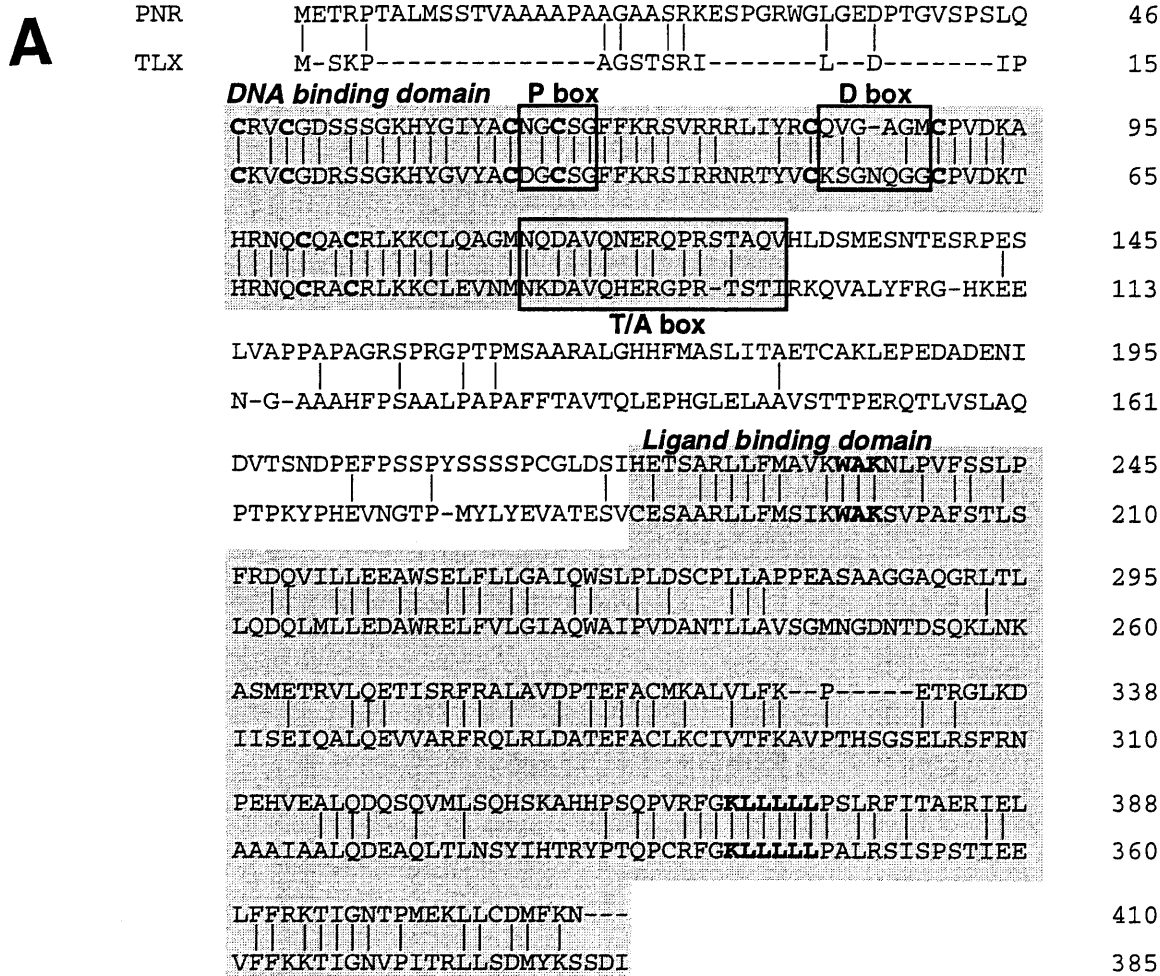 A
PNR METRPTALMSSTVAAAAPAAGAASRKESPGRWGLGEDPTGVSPSLQ 46
TLX M-SKP--------------AGSTSRI-------L--D-------IP 15
DNA binding domain P box D box
CRVCGDSSSGKHYGIYACNGCSGFFKRSVRRRLIYRCQVG-AGMCPVDKA 95
CKVCGDRSSGKHYGVYACDGCSGFFKRSIRRNRTYVCKSGNQGGCPVDKT 65
HRNQCQACRLKKCLQAGMNQDAVQNERQPRSTAQVHLDSMESNTESRPES 145
HRNQCRACRLKKCLEVNMNKDAVQHERGPR-TSTIRKQVALYFRG-HKEE 113
T/A box
LVAPPAPAGRSPRGPTPMSAARALGHHFMASLITAETCAKLEPEDADENI 195
N-G-AAAHFPSAALPAPAFFTAVTQLEPHGLELAAVSTTPERQTLVSLAQ 161
Ligand binding domain
DVTSNDPEFPSSPYSSSSPCGLDSIHETSARLLFMAVKWAKNLPVFSSLP 245
PTPKYPHEVNGTP-MYLYEVATESVCESAARLLFMSIKWAKSVPAFSTLS 210
FRDQVILLEEAWSELFLLGAIQWSLPLDSCPLLAPPEASAAGGAQGRLTL 295
LQDQLMLLEDAWRELFVLGIAQWAIPVDANTLLAVSGMNGDNTDSQKLNK 260
ASMETRVLQETISRFRALAVDPTEFACMKALVLFK--P-----ETRGLKD 338
IISEIQALQEVVARFRQLRLDATEFACLKCIVTFKAVPTHSGSELRSFRN 310
PEHVEALQDQSQVMLSQHSKAHHPSQPVRFGKLLLLLPSLRFITAERIEL 388
AAAIAALQDEAQLTLNSYIHTRYPTQPCRFGKLLLLLPALRSISPSTIEE 360
LFFRKTIGNTPMEKLLCDMFKN--- 410
VFFKKTIGNVPITRLLSDMYKSSDI 385